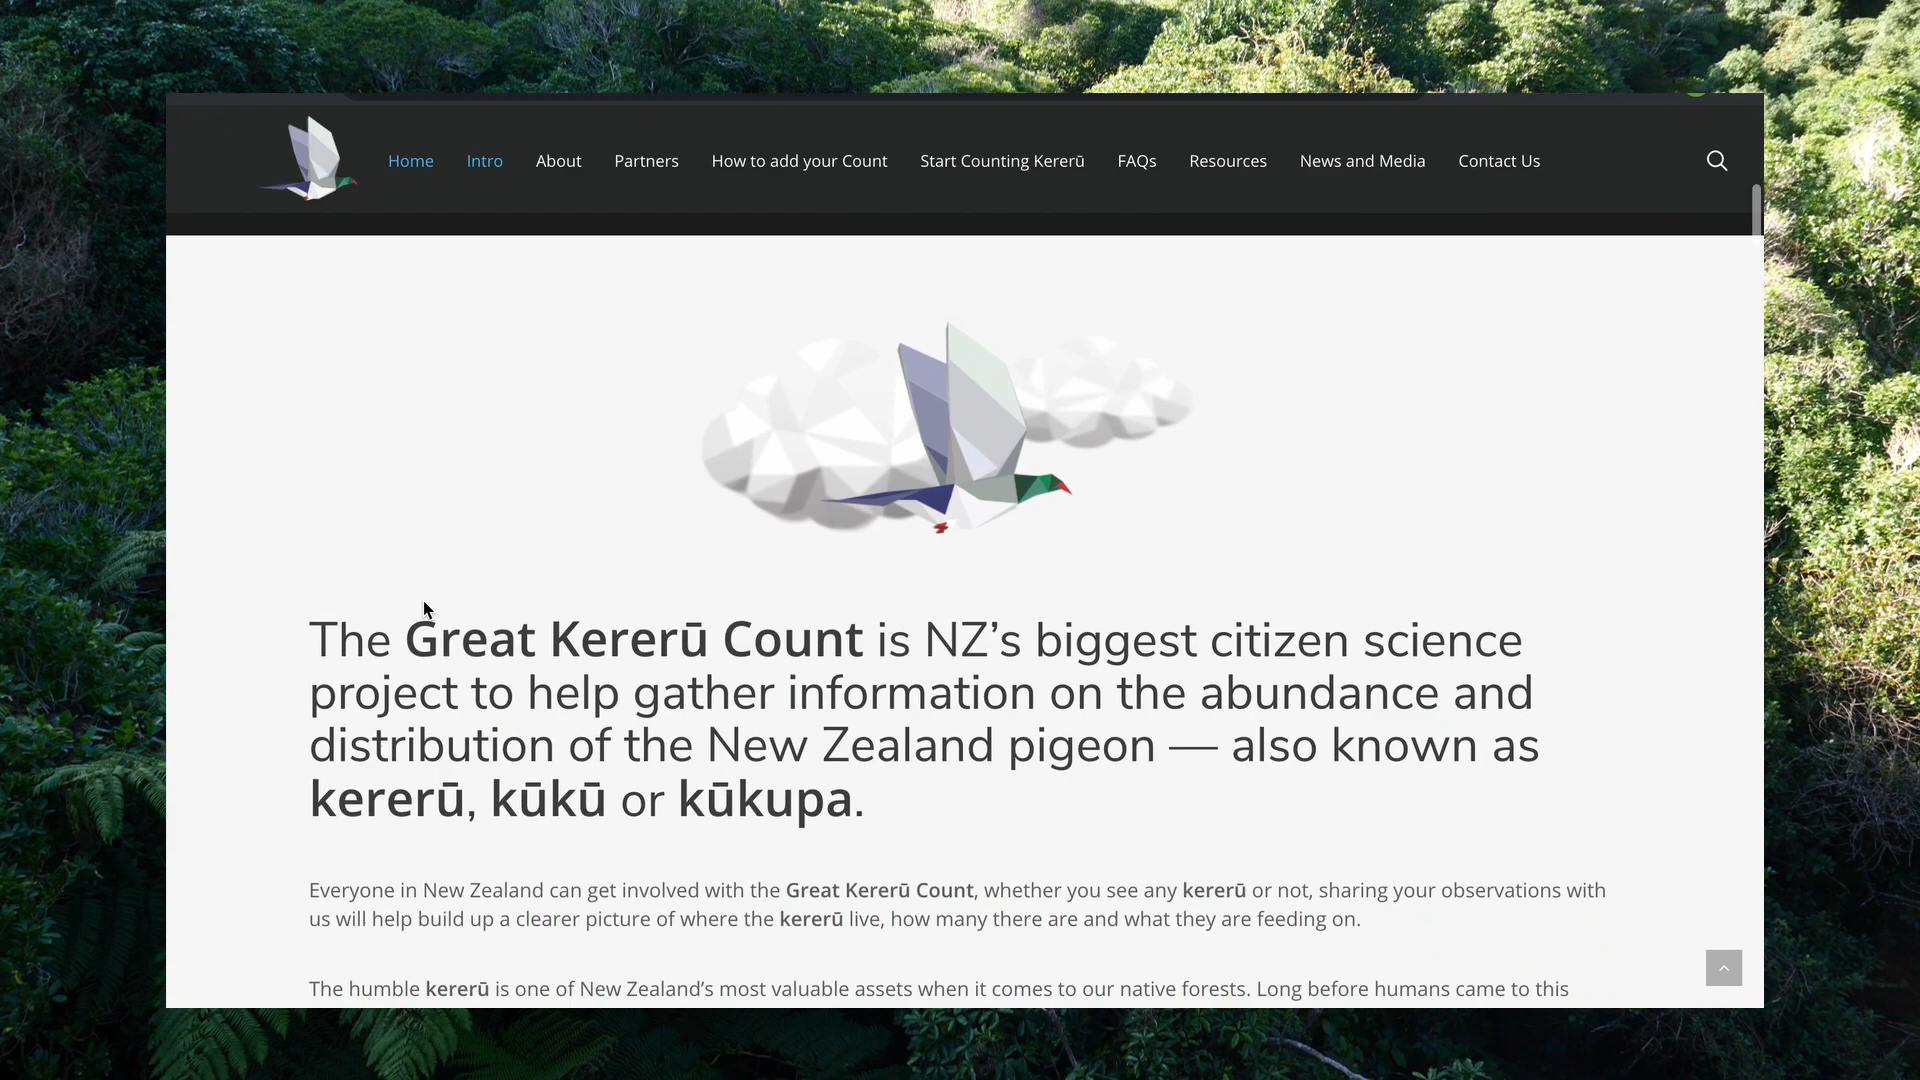 Home Intro About Partners How to add your Count Start Counting Kererū FAQs Resources News and Media Contact Us
The Great Kererū Count is NZ’s biggest citizen science
project to help gather information on the abundance and
distribution of the New Zealand pigeon — also known as
kererū, kūkū or kūkupa.
Everyone in New Zealand can get involved with the Great Kererū Count, whether you see any kererū or not, sharing your observations with
us will help build up a clearer picture of where the kererū live, how many there are and what they are feeding on.
The humble kererū is one of New Zealand’s most valuable assets when it comes to our native forests. Long before humans came to this